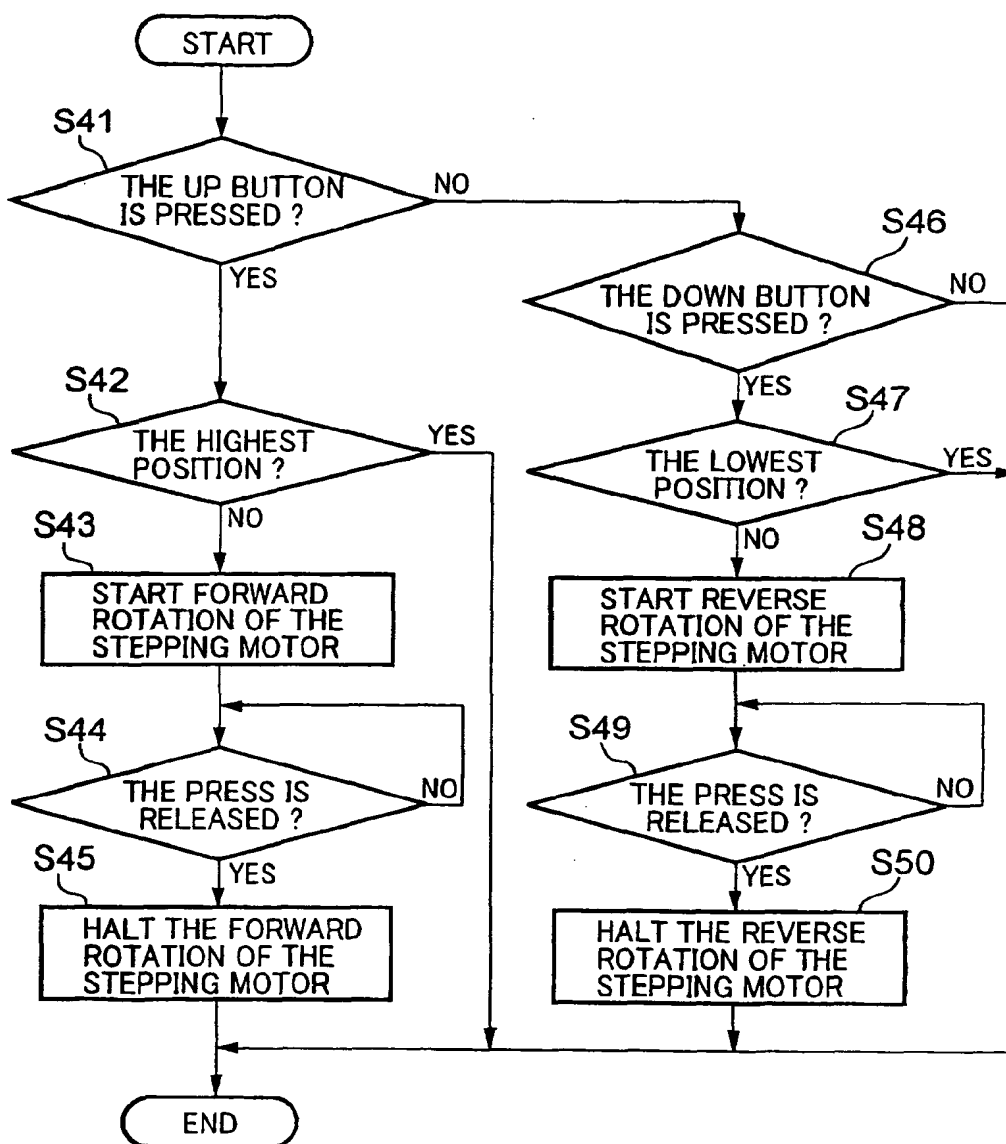 START
S41
THE UP BUTTON
IS PRESSED ?
NO
YES
S46
THE DOWN BUTTON
IS PRESSED ?
NO
YES
S42
THE HIGHEST
POSITION ?
YES
NO
S47
THE LOWEST
POSITION ?
YES
NO
S43
START FORWARD
ROTATION OF THE
STEPPING MOTOR
S48
START REVERSE
ROTATION OF THE
STEPPING MOTOR
S44
THE PRESS IS
RELEASED ?
NO
YES
S49
THE PRESS IS
RELEASED ?
NO
YES
S45
HALT THE FORWARD
ROTATION OF THE
STEPPING MOTOR
S50
HALT THE REVERSE
ROTATION OF THE
STEPPING MOTOR
END